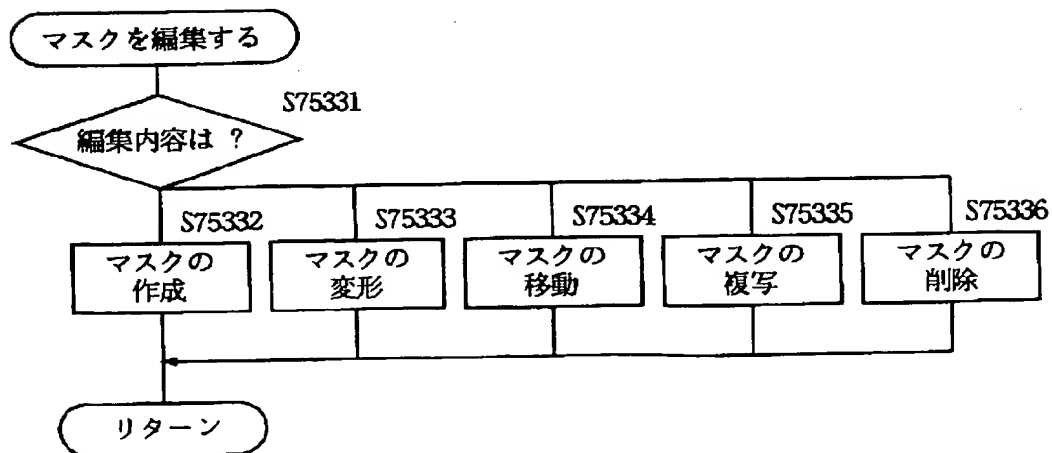 マスクを編集する
S75331
編集内容は ?
S75332
マスクの
作成
S75333
マスクの
変形
S75334
マスクの
移動
S75335
マスクの
複写
S75336
マスクの
削除
リターン